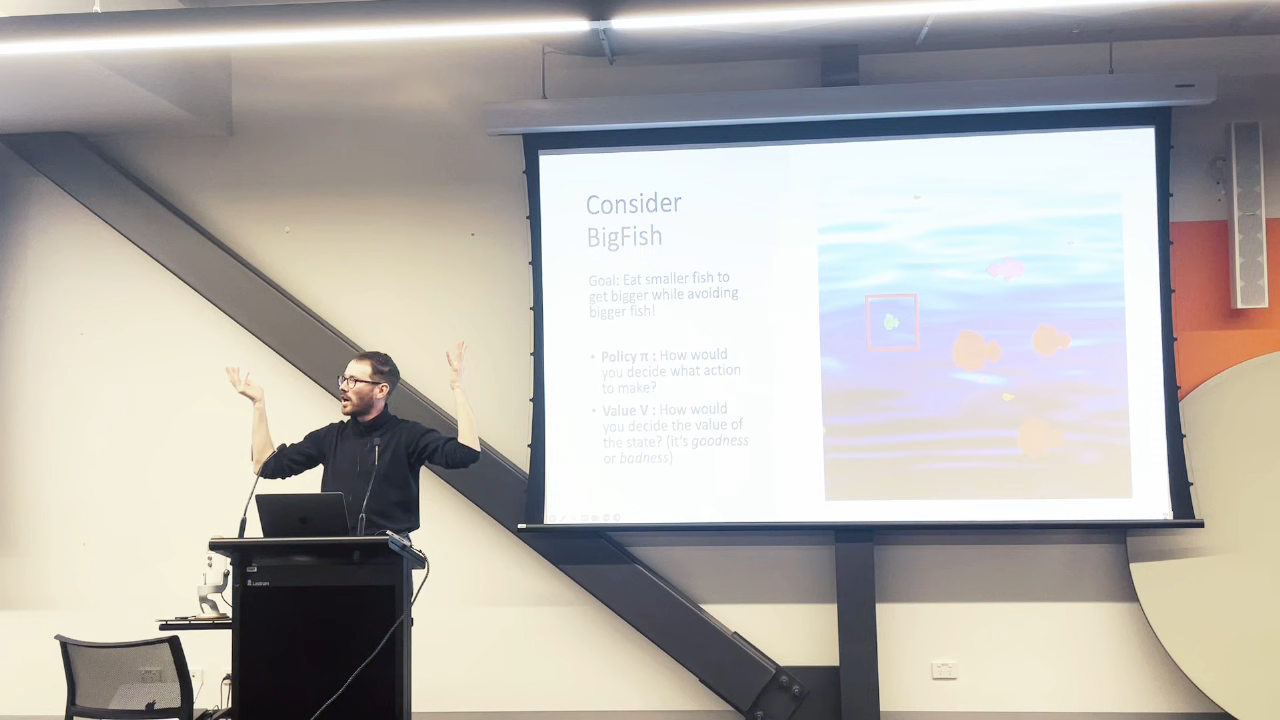 Consider
BigFish
Goal: Eat smaller fish to
get bigger while avoiding
bigger fish!
• Policy π : How would
you decide what action
to make?
• Value V : How would
you decide the value of
the state? (it's goodness
or badness)
Lectrum